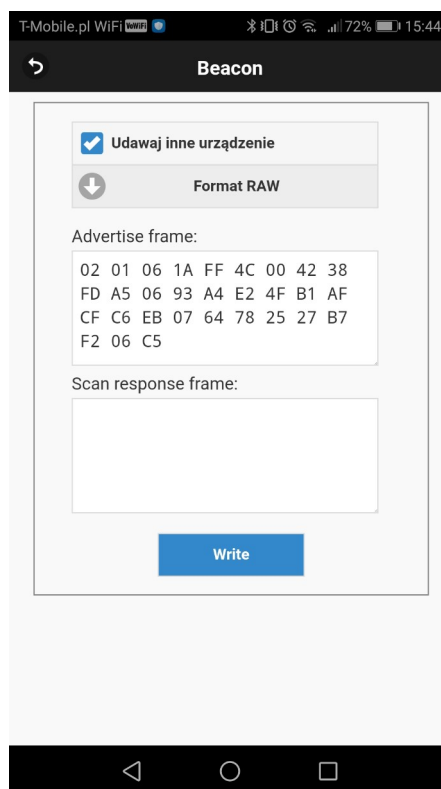 T-Mobile.pl WiFi VoWiFi 72% 15:44
Beacon
Udawaj inne urządzenie
Format RAW
Advertise frame:
02 01 06 1A FF 4C 00 42 38
FD A5 06 93 A4 E2 4F B1 AF
CF C6 EB 07 64 78 25 27 B7
F2 06 C5
Scan response frame:
Write